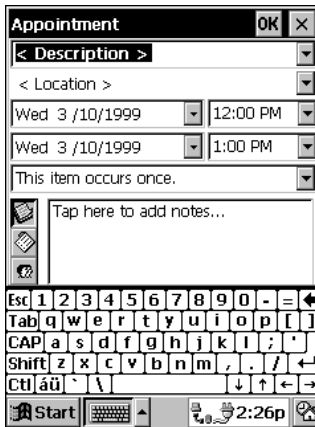 Appointment OK ×
< Description >
< Location >
Wed 3 /10/1999 12:00 PM
Wed 3 /10/1999 1:00 PM
This item occurs once.
Tap here to add notes...
Esc 1 2 3 4 5 6 7 8 9 0 - =
Tab q w e r t y u i o p [ ]
CAP a s d f g h j k l ; '
Shift z x c v b n m , . /
Ctl áü ` \ ↓ ↑ ← →
Start 2:26p